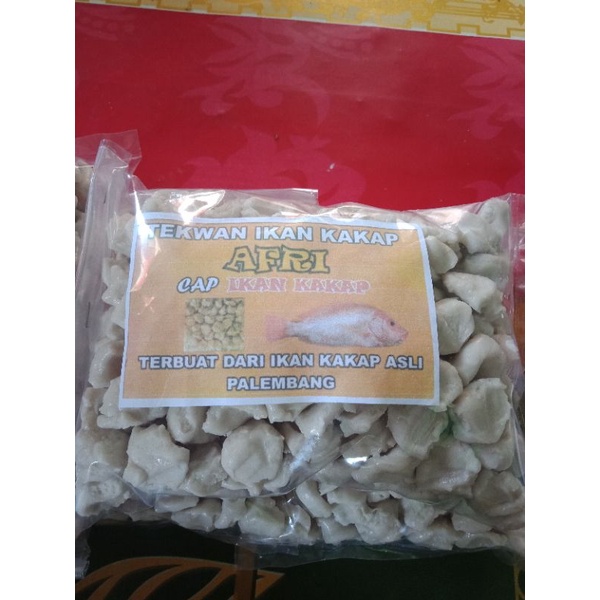 TEKWAN IKAN KAKAP
AFRI
CAP IKAN KAKAP
TERBUAT DARI IKAN KAKAP ASLI
PALEMBANG